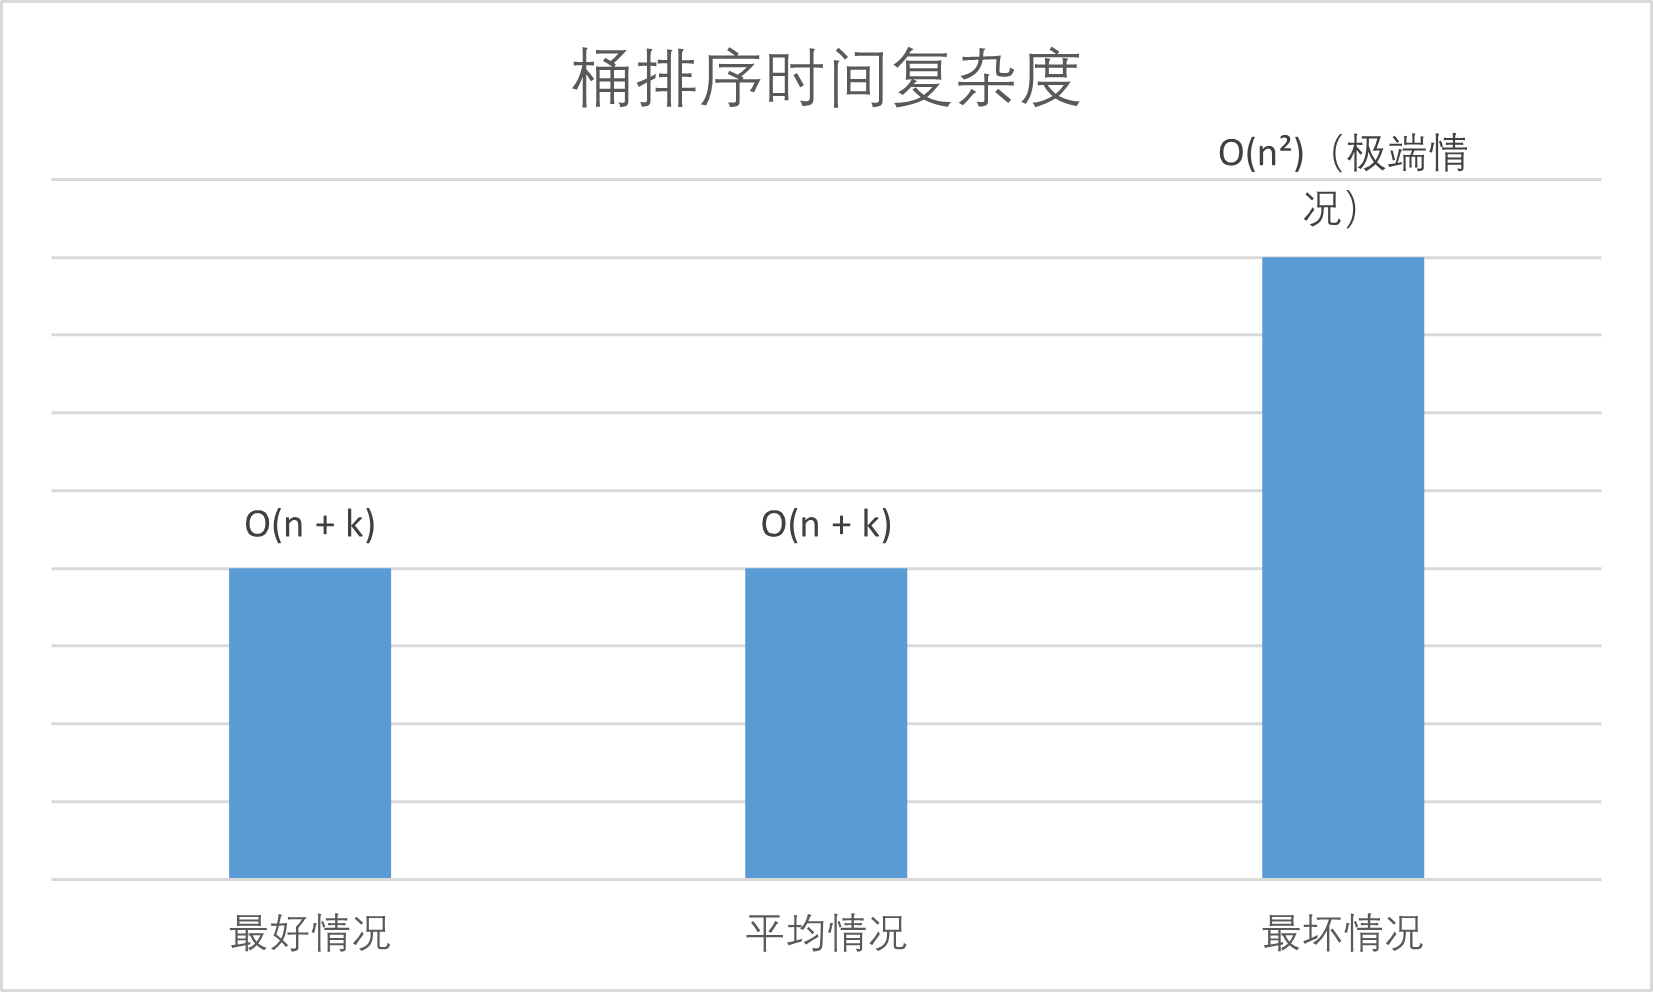 桶排序时间复杂度
O(n²)（极端情
况）
O(n + k)
O(n + k)
最好情况
平均情况
最坏情况